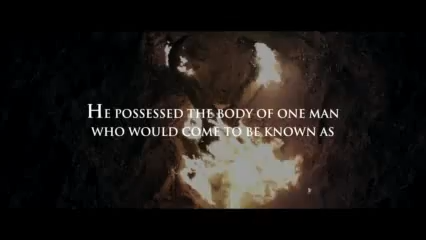 HE POSSESSED THE BODY OF ONE MAN
WHO WOULD COME TO BE KNOWN AS